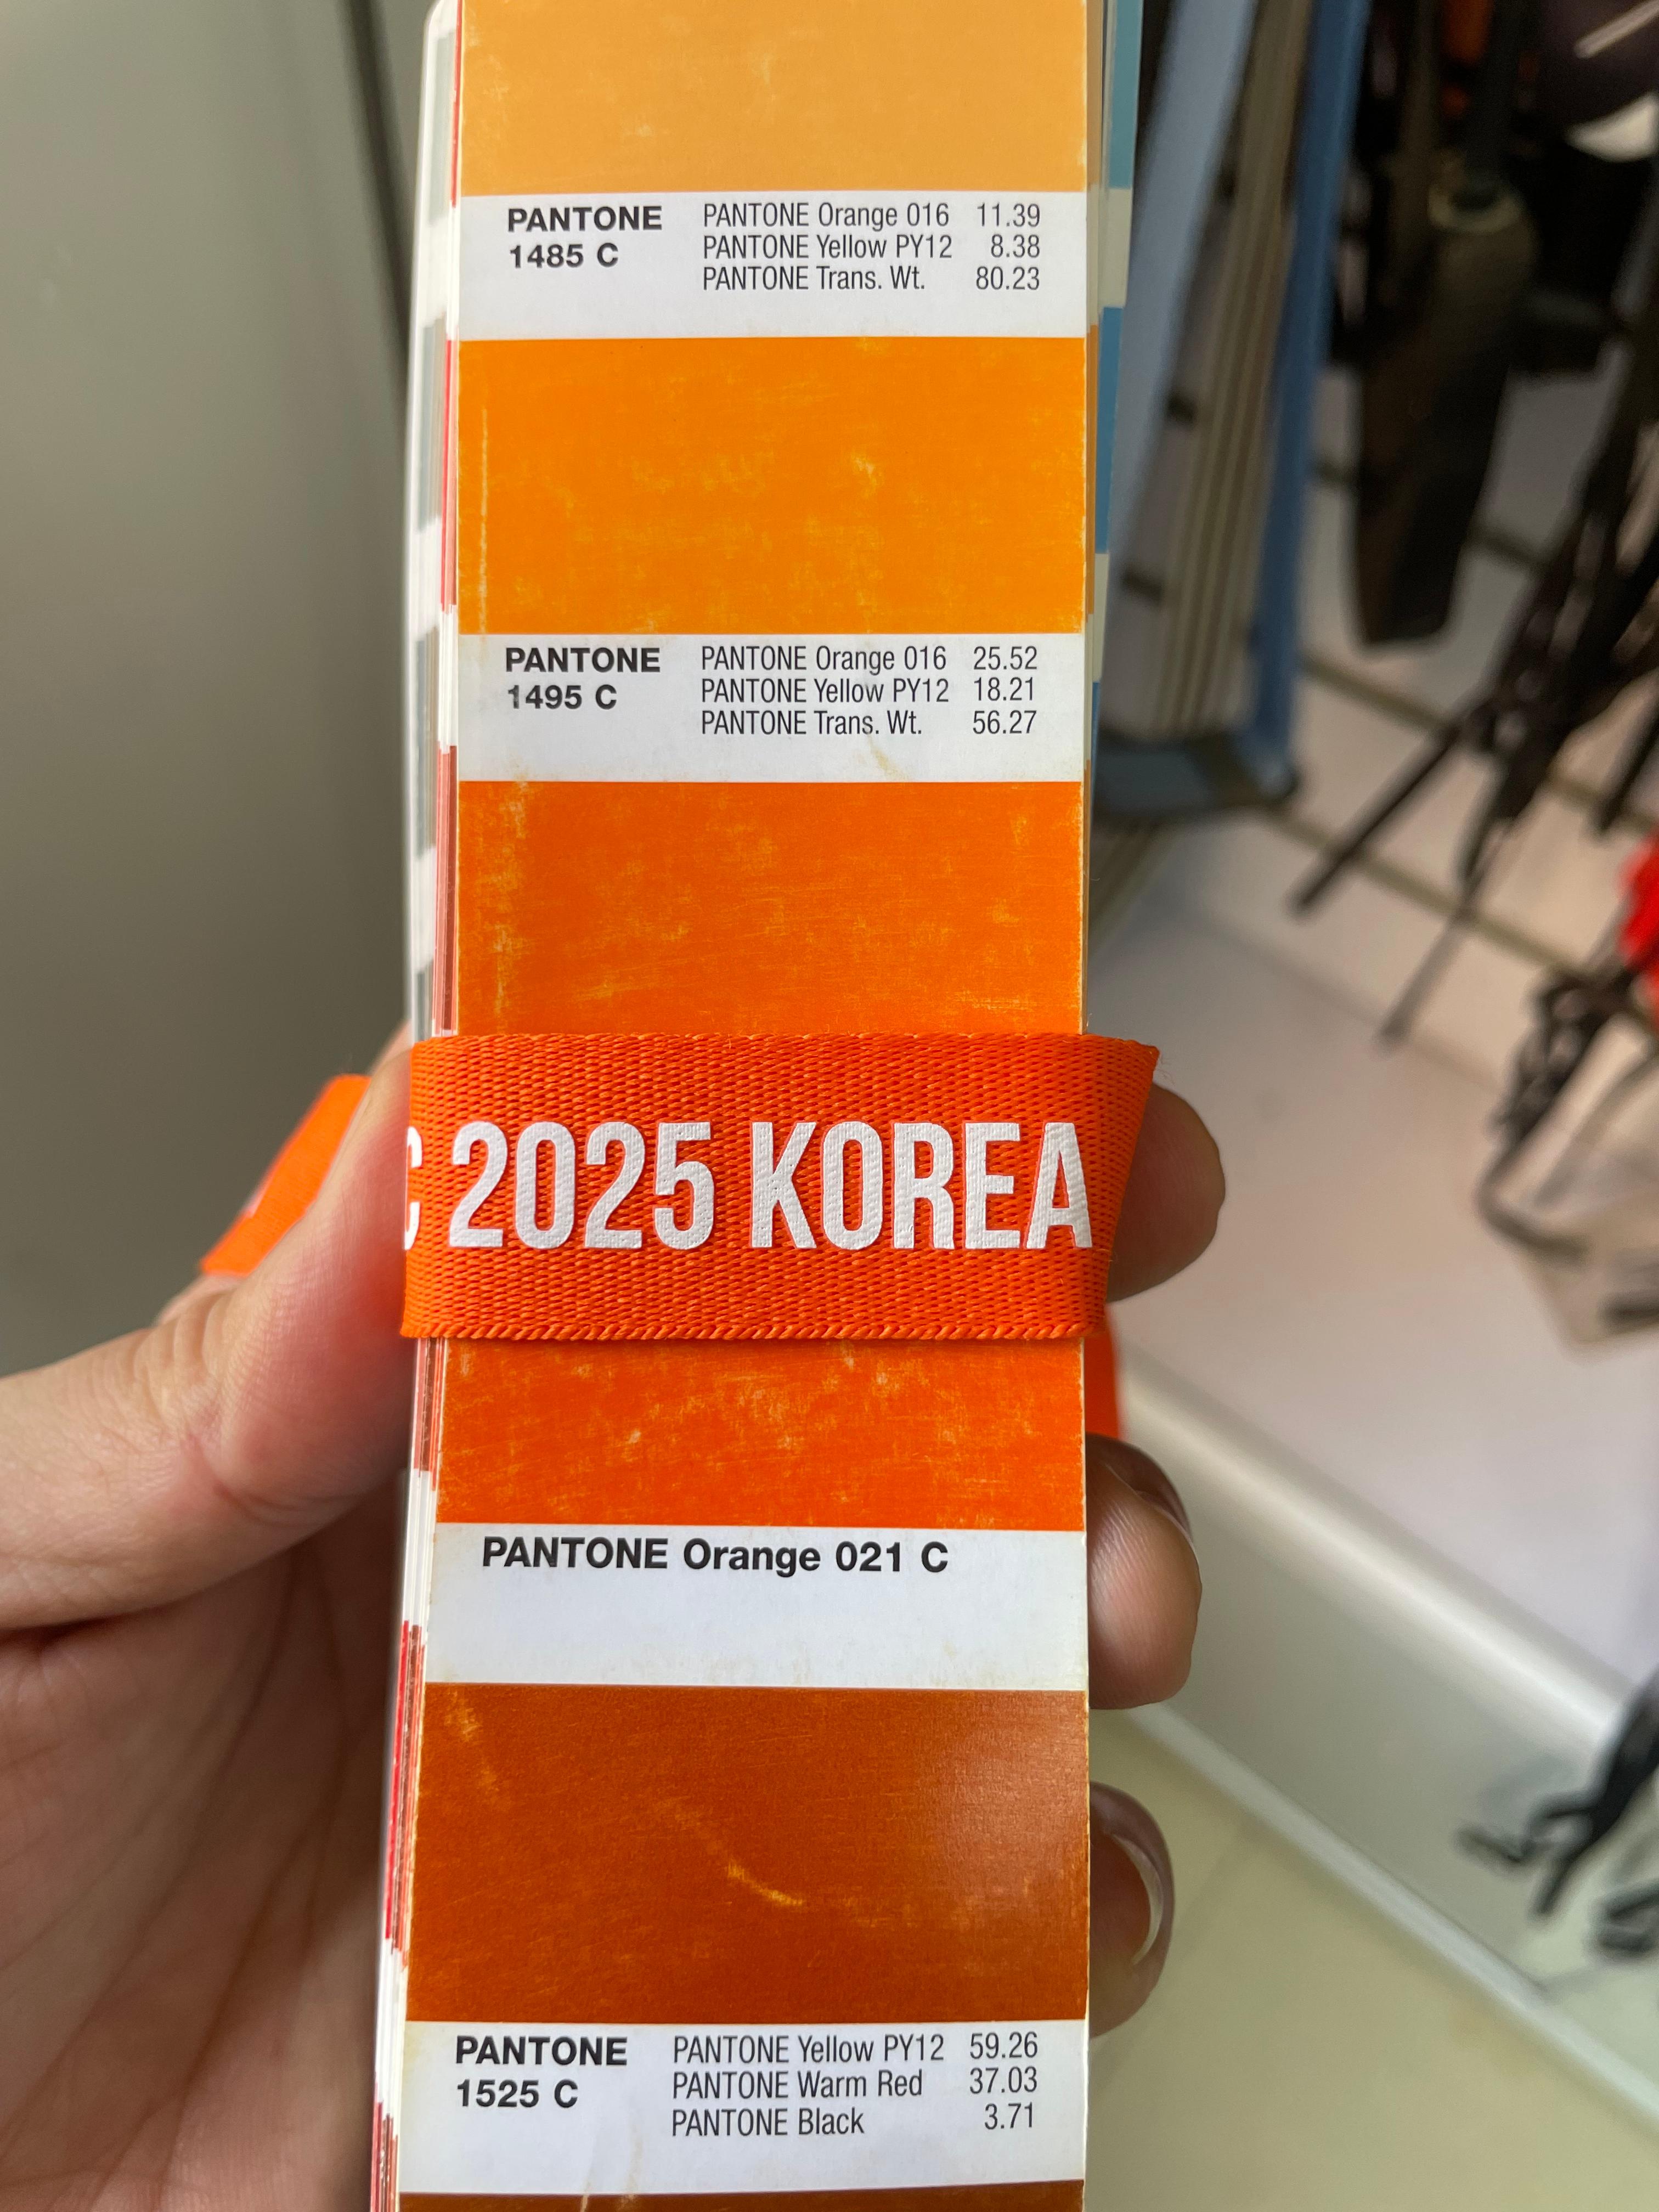 PANTONE
1485 C
PANTONE Orange 016 11.39
PANTONE Yellow PY12 8.38
PANTONE Trans. Wt. 80.23
PANTONE
1495 C
PANTONE Orange 016 25.52
PANTONE Yellow PY12 18.21
PANTONE Trans. Wt. 56.27
C 2025 KOREA
PANTONE Orange 021 C
PANTONE
1525 C
PANTONE Yellow PY12 59.26
PANTONE Warm Red 37.03
PANTONE Black 3.71